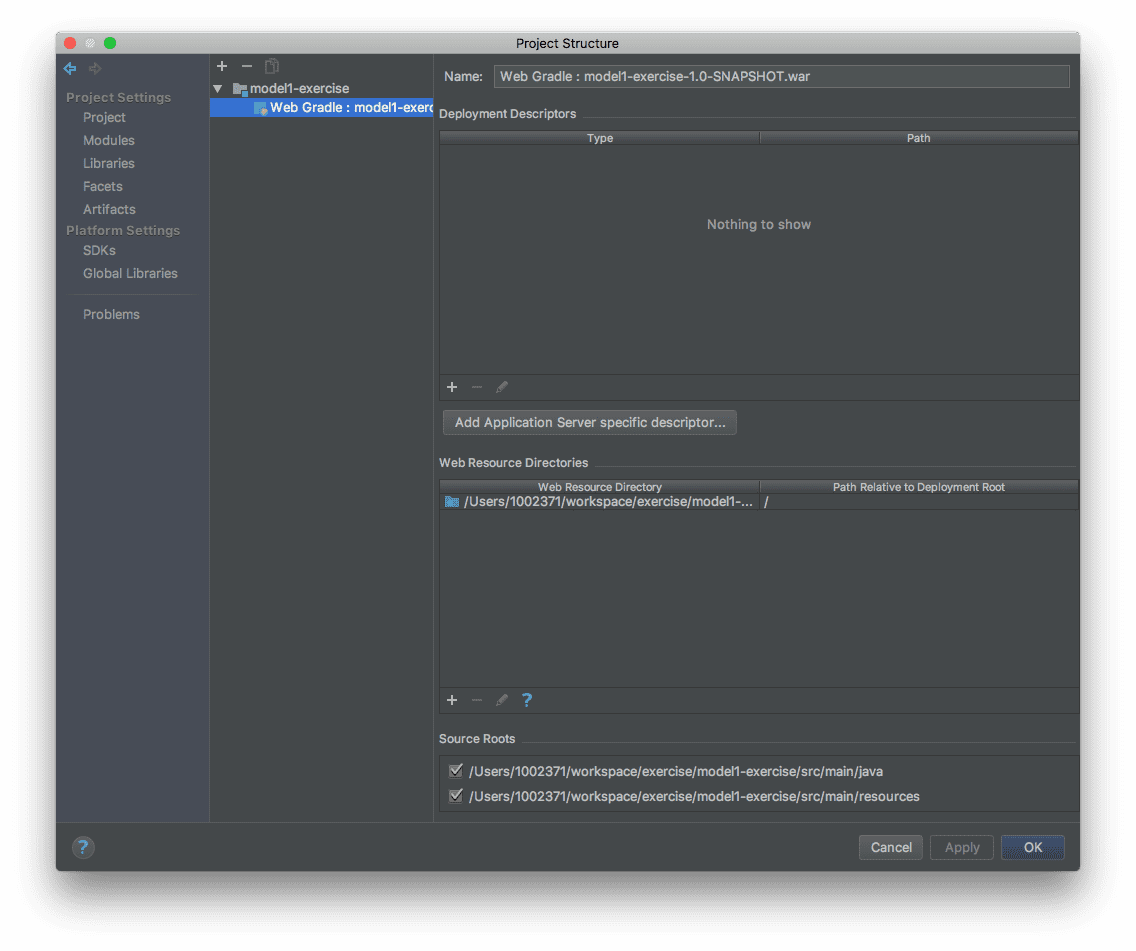 Project Structure
Project Settings
Project
Modules
Libraries
Facets
Artifacts
Platform Settings
SDKs
Global Libraries
Problems
model1-exercise
Web Gradle : model1-exerc
Name: Web Gradle : model1-exercise-1.0-SNAPSHOT.war
Deployment Descriptors
Type Path
Nothing to show
Add Application Server specific descriptor...
Web Resource Directories
Web Resource Directory Path Relative to Deployment Root
/Users/1002371/workspace/exercise/model1-... /
?
Source Roots
/Users/1002371/workspace/exercise/model1-exercise/src/main/java
/Users/1002371/workspace/exercise/model1-exercise/src/main/resources
? Cancel Apply OK